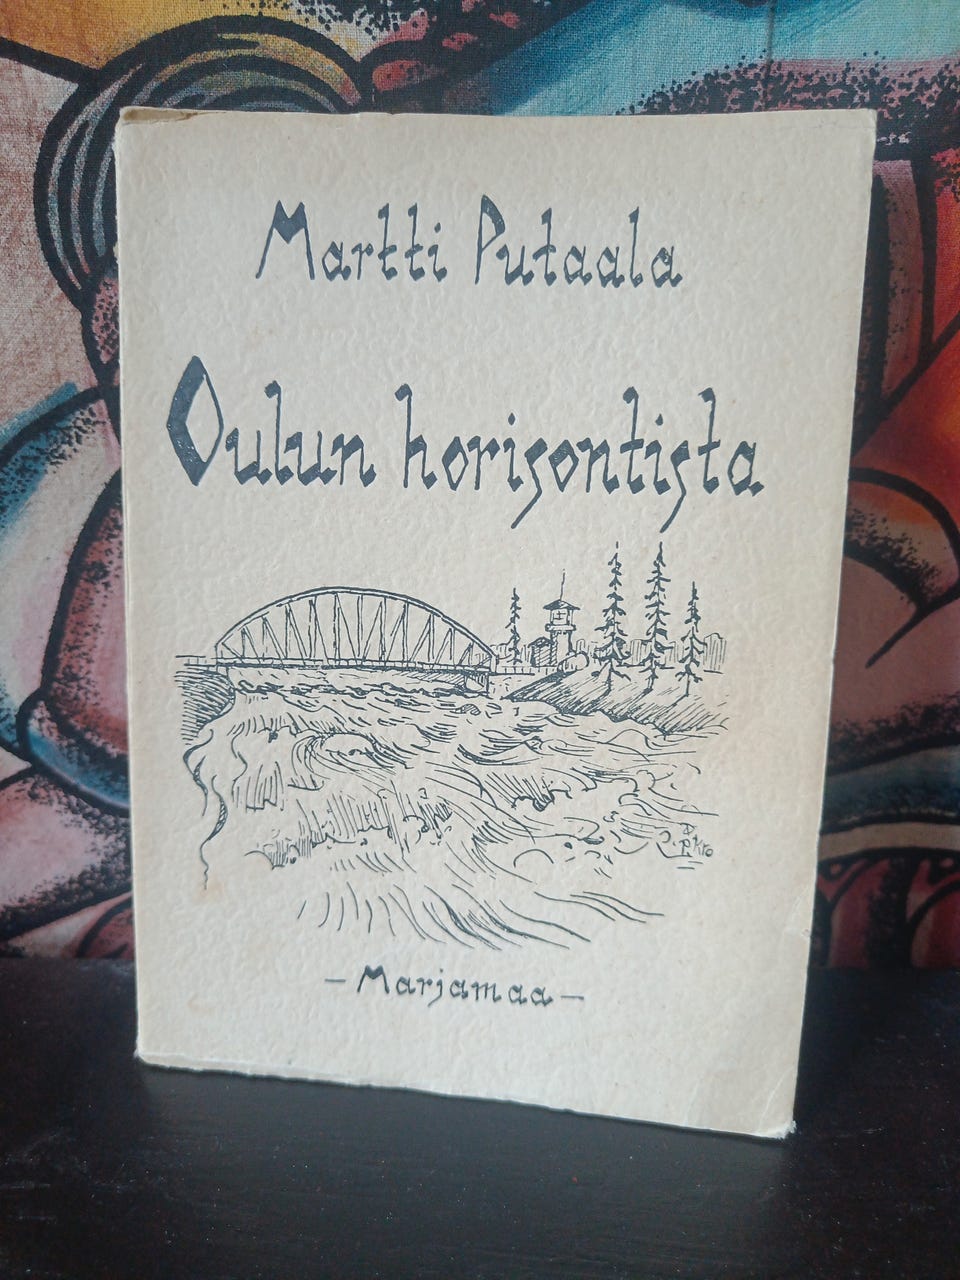 Martti Putaala
Oulun horisontista
- Marjamaa -